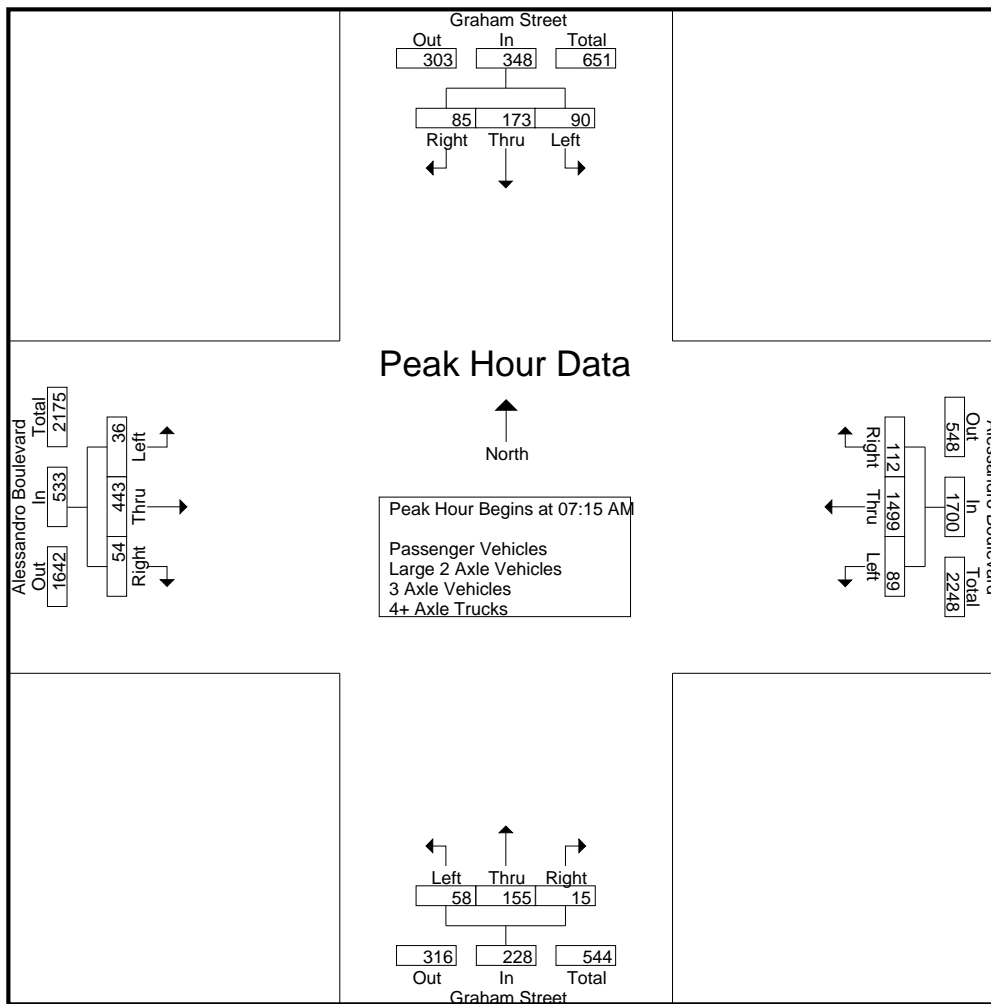 Graham Street
Out In Total
303 348 651
85 173 90
Right Thru Left
Peak Hour Data
North
Peak Hour Begins at 07:15 AM
Passenger Vehicles
Large 2 Axle Vehicles
3 Axle Vehicles
4+ Axle Trucks
Alessandro Boulevard
Out In Total
1642 533 2175
Left Thru Right
36 443 54
Alessandro Boulevard
Out In Total
548 1700 2248
Right Thru Left
112 1499 89
Left Thru Right
58 155 15
316 228 544
Out In Total
Graham Street